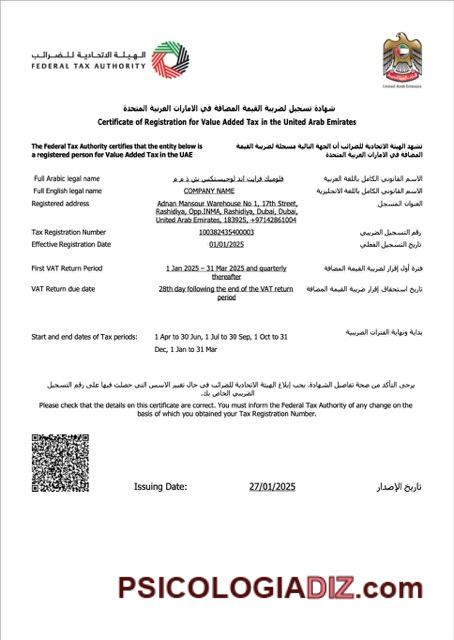 الهيئة الاتحادية للضرائب
FEDERAL TAX AUTHORITY
United Arab Emirates
شهادة تسجيل لضريبة القيمة المضافة في الامارات العربية المتحدة
Certificate of Registration for Value Added Tax in the United Arab Emirates
The Federal Tax Authority certifies that the entity below is
a registered person for Value Added Tax in the UAE
تشهد الهيئة الاتحادية للضرائب أن الجهة التالية مسجلة لضريبة القيمة
المضافة في الامارات العربية المتحدة
Full Arabic legal name فلوميك فرايت اند لوجيستكس ش ذ م م الاسم القانوني الكامل باللغة العربية
Full English legal name COMPANY NAME الاسم القانوني الكامل باللغة الانجليزية
Registered address Adnan Mansour Warehouse No 1, 17th Street, العنوان المسجل
Rashidiya, Opp.INMA, Rashidiya, Dubai, Dubai,
United Arab Emirates, 183925, +97142861004
Tax Registration Number 100382435400003 رقم التسجيل الضريبي
Effective Registration Date 01/01/2025 تاريخ التسجيل الفعلي
First VAT Return Period 1 Jan 2025 – 31 Mar 2025 and quarterly فترة أول إقرار لضريبة القيمة المضافة
thereafter
VAT Return due date 28th day following the end of the VAT return تاريخ استحقاق إقرار ضريبة القيمة المضافة
period
Start and end dates of Tax periods: 1 Apr to 30 Jun, 1 Jul to 30 Sep, 1 Oct to 31 بداية ونهاية الفترات الضريبية
Dec, 1 Jan to 31 Mar
يرجى التأكد من صحة تفاصيل الشهادة. يجب إبلاغ الهيئة الاتحادية للضرائب في حال تغيير الاسس التي حصلت فيها على رقم التسجيل
الضريبي الخاص بك.
Please check that the details on this certificate are correct. You must inform the Federal Tax Authority of any change on the
basis of which you obtained your Tax Registration Number.
Issuing Date: 27/01/2025 تاريخ الإصدار
PSICOLOGIADIZ.com